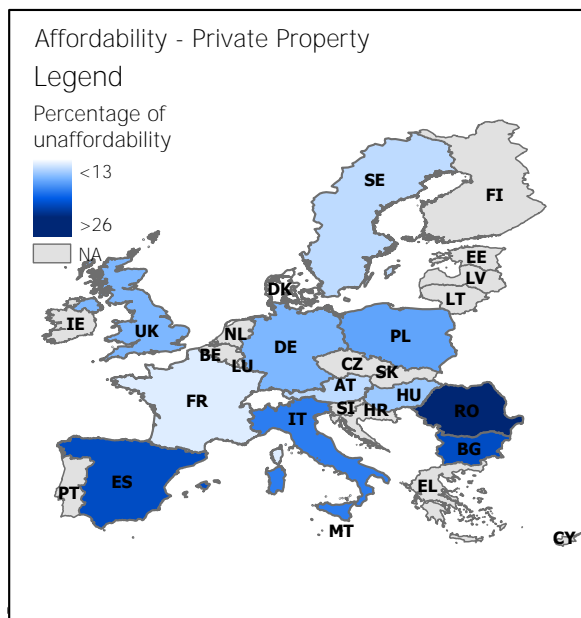 Affordability - Private Property
Legend
Percentage of
unaffordability
<13
>26
NA
SE
FI
EE
LV
LT
DK
IE
UK
NL
BE
LU
DE
PL
CZ
SK
AT
HU
FR
SI
HR
RO
IT
BG
PT
ES
EL
MT
CY